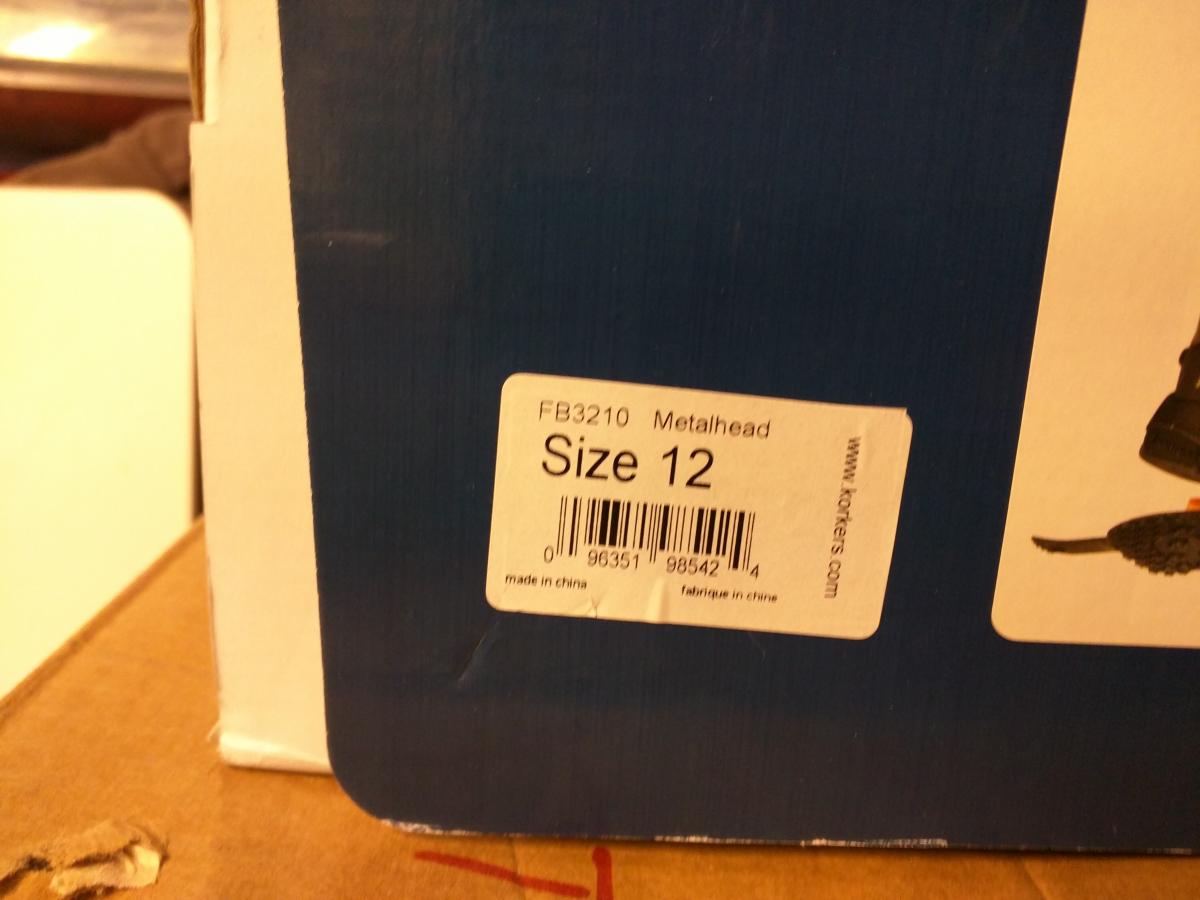 FB3210 Metalhead
Size 12
0 96351 98542 4
made in china fabrique in chine
www.korkers.com